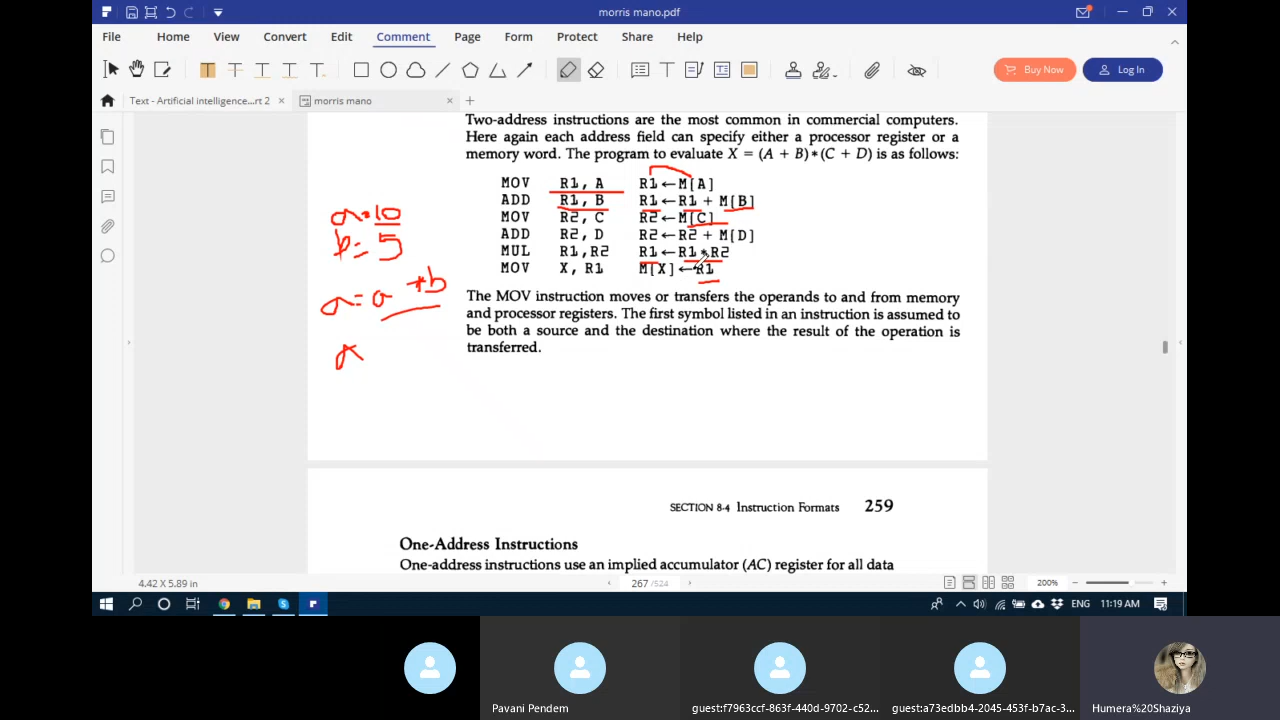 morris mano.pdf
File Home View Convert Edit Comment Page Form Protect Share Help
Buy Now Log In
Text - Artificial intelligence...rt 2 × morris mano × +
Two-address instructions are the most common in commercial computers.
Here again each address field can specify either a processor register or a
memory word. The program to evaluate X = (A + B)*(C + D) is as follows:
MOV R1, A R1←M[A]
ADD R1, B R1←R1 + M[B]
MOV R2, C R2←M[C]
ADD R2, D R2←R2 + M[D]
MUL R1,R2 R1←R1*R2
MOV X, R1 M[X]←R1
a=10
b=5
a=a+b
a
The MOV instruction moves or transfers the operands to and from memory
and processor registers. The first symbol listed in an instruction is assumed to
be both a source and the destination where the result of the operation is
transferred.
SECTION 8-4 Instruction Formats 259
One-Address Instructions
One-address instructions use an implied accumulator (AC) register for all data
4.42 x 5.89 in 267 /524 200%
ENG 11:19 AM
Pavani Pendem guest:f7963ccf-863f-440d-9702-c52... guest:a73edbb4-2045-453f-b7ac-3... Humera%20Shaziya